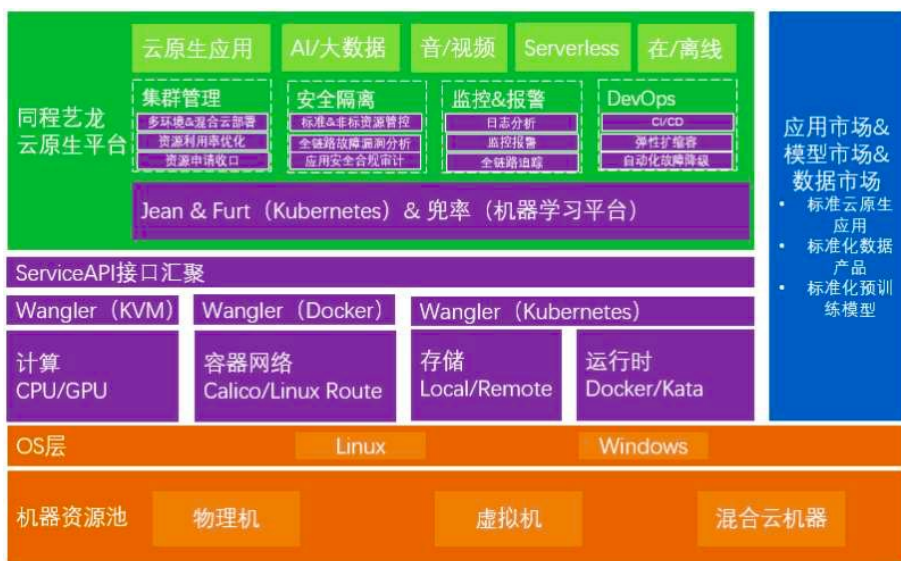 云原生应用
AI/大数据
音/视频
Serverless
在/离线
同程艺龙
云原生平台
集群管理
多环境&混合云部署
资源利用率优化
资源申请收口
安全隔离
标准&非标资源管控
全链路故障漏洞分析
应用安全合规审计
监控&报警
日志分析
监控报警
全链路追踪
DevOps
CI/CD
弹性扩缩容
自动化故障降级
Jean & Furt（Kubernetes）& 兜率（机器学习平台）
应用市场&
模型市场&
数据市场
• 标准云原生
应用
• 标准化数据
产品
• 标准化预训
练模型
ServiceAPI接口汇聚
Wangler（KVM）
Wangler（Docker）
Wangler（Kubernetes）
计算
CPU/GPU
容器网络
Calico/Linux Route
存储
Local/Remote
运行时
Docker/Kata
OS层
Linux
Windows
机器资源池
物理机
虚拟机
混合云机器